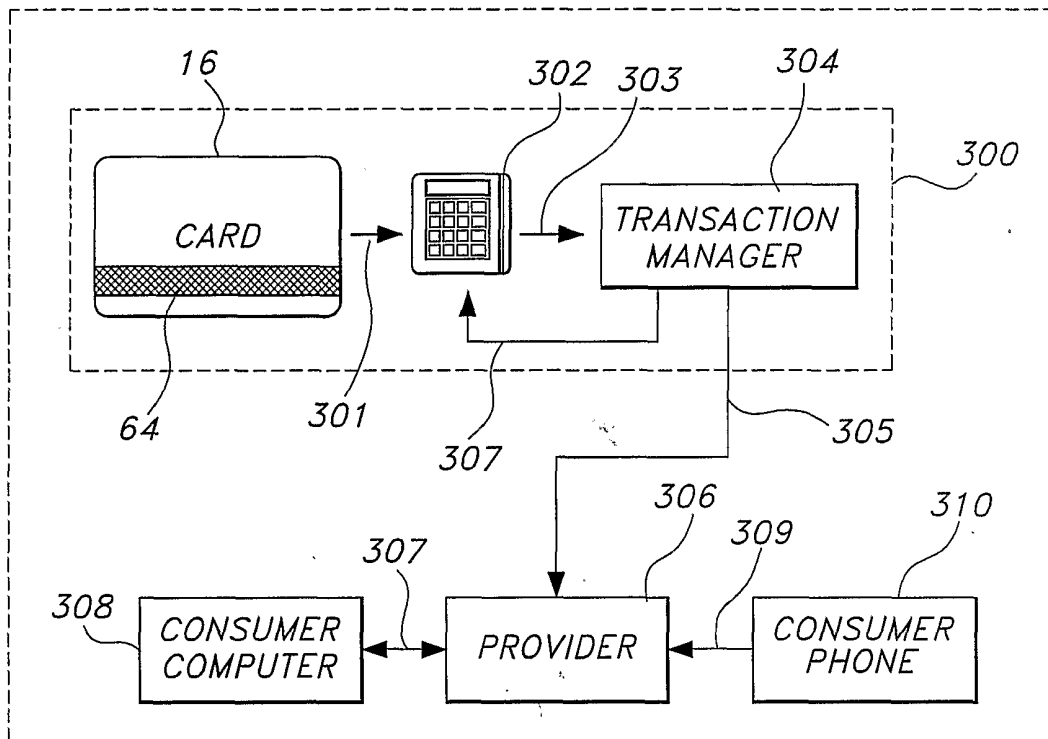 16
302
303
304
300
CARD
TRANSACTION
MANAGER
64
301
307
305
306
310
307
309
308
CONSUMER
COMPUTER
PROVIDER
CONSUMER
PHONE